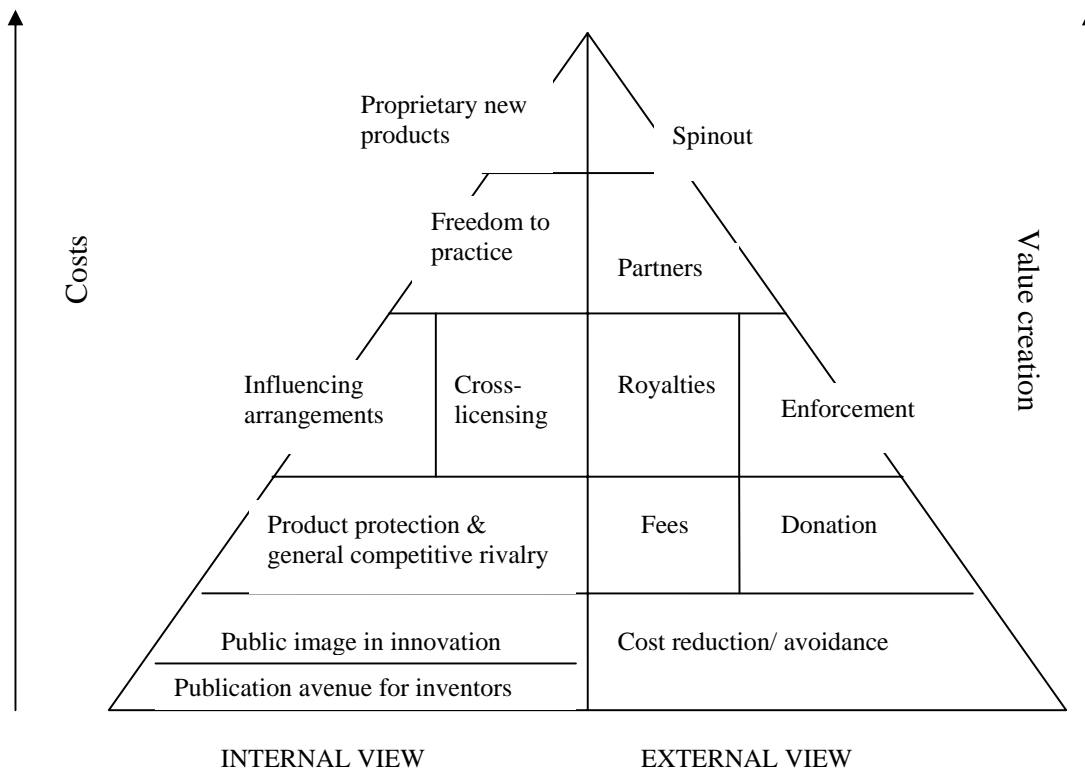 Proprietary new
products
Spinout
Freedom to
practice
Partners
Costs
Value creation
Influencing
arrangements
Cross-
licensing
Royalties
Enforcement
Product protection &
general competitive rivalry
Fees
Donation
Public image in innovation
Cost reduction/ avoidance
Publication avenue for inventors
INTERNAL VIEW
EXTERNAL VIEW